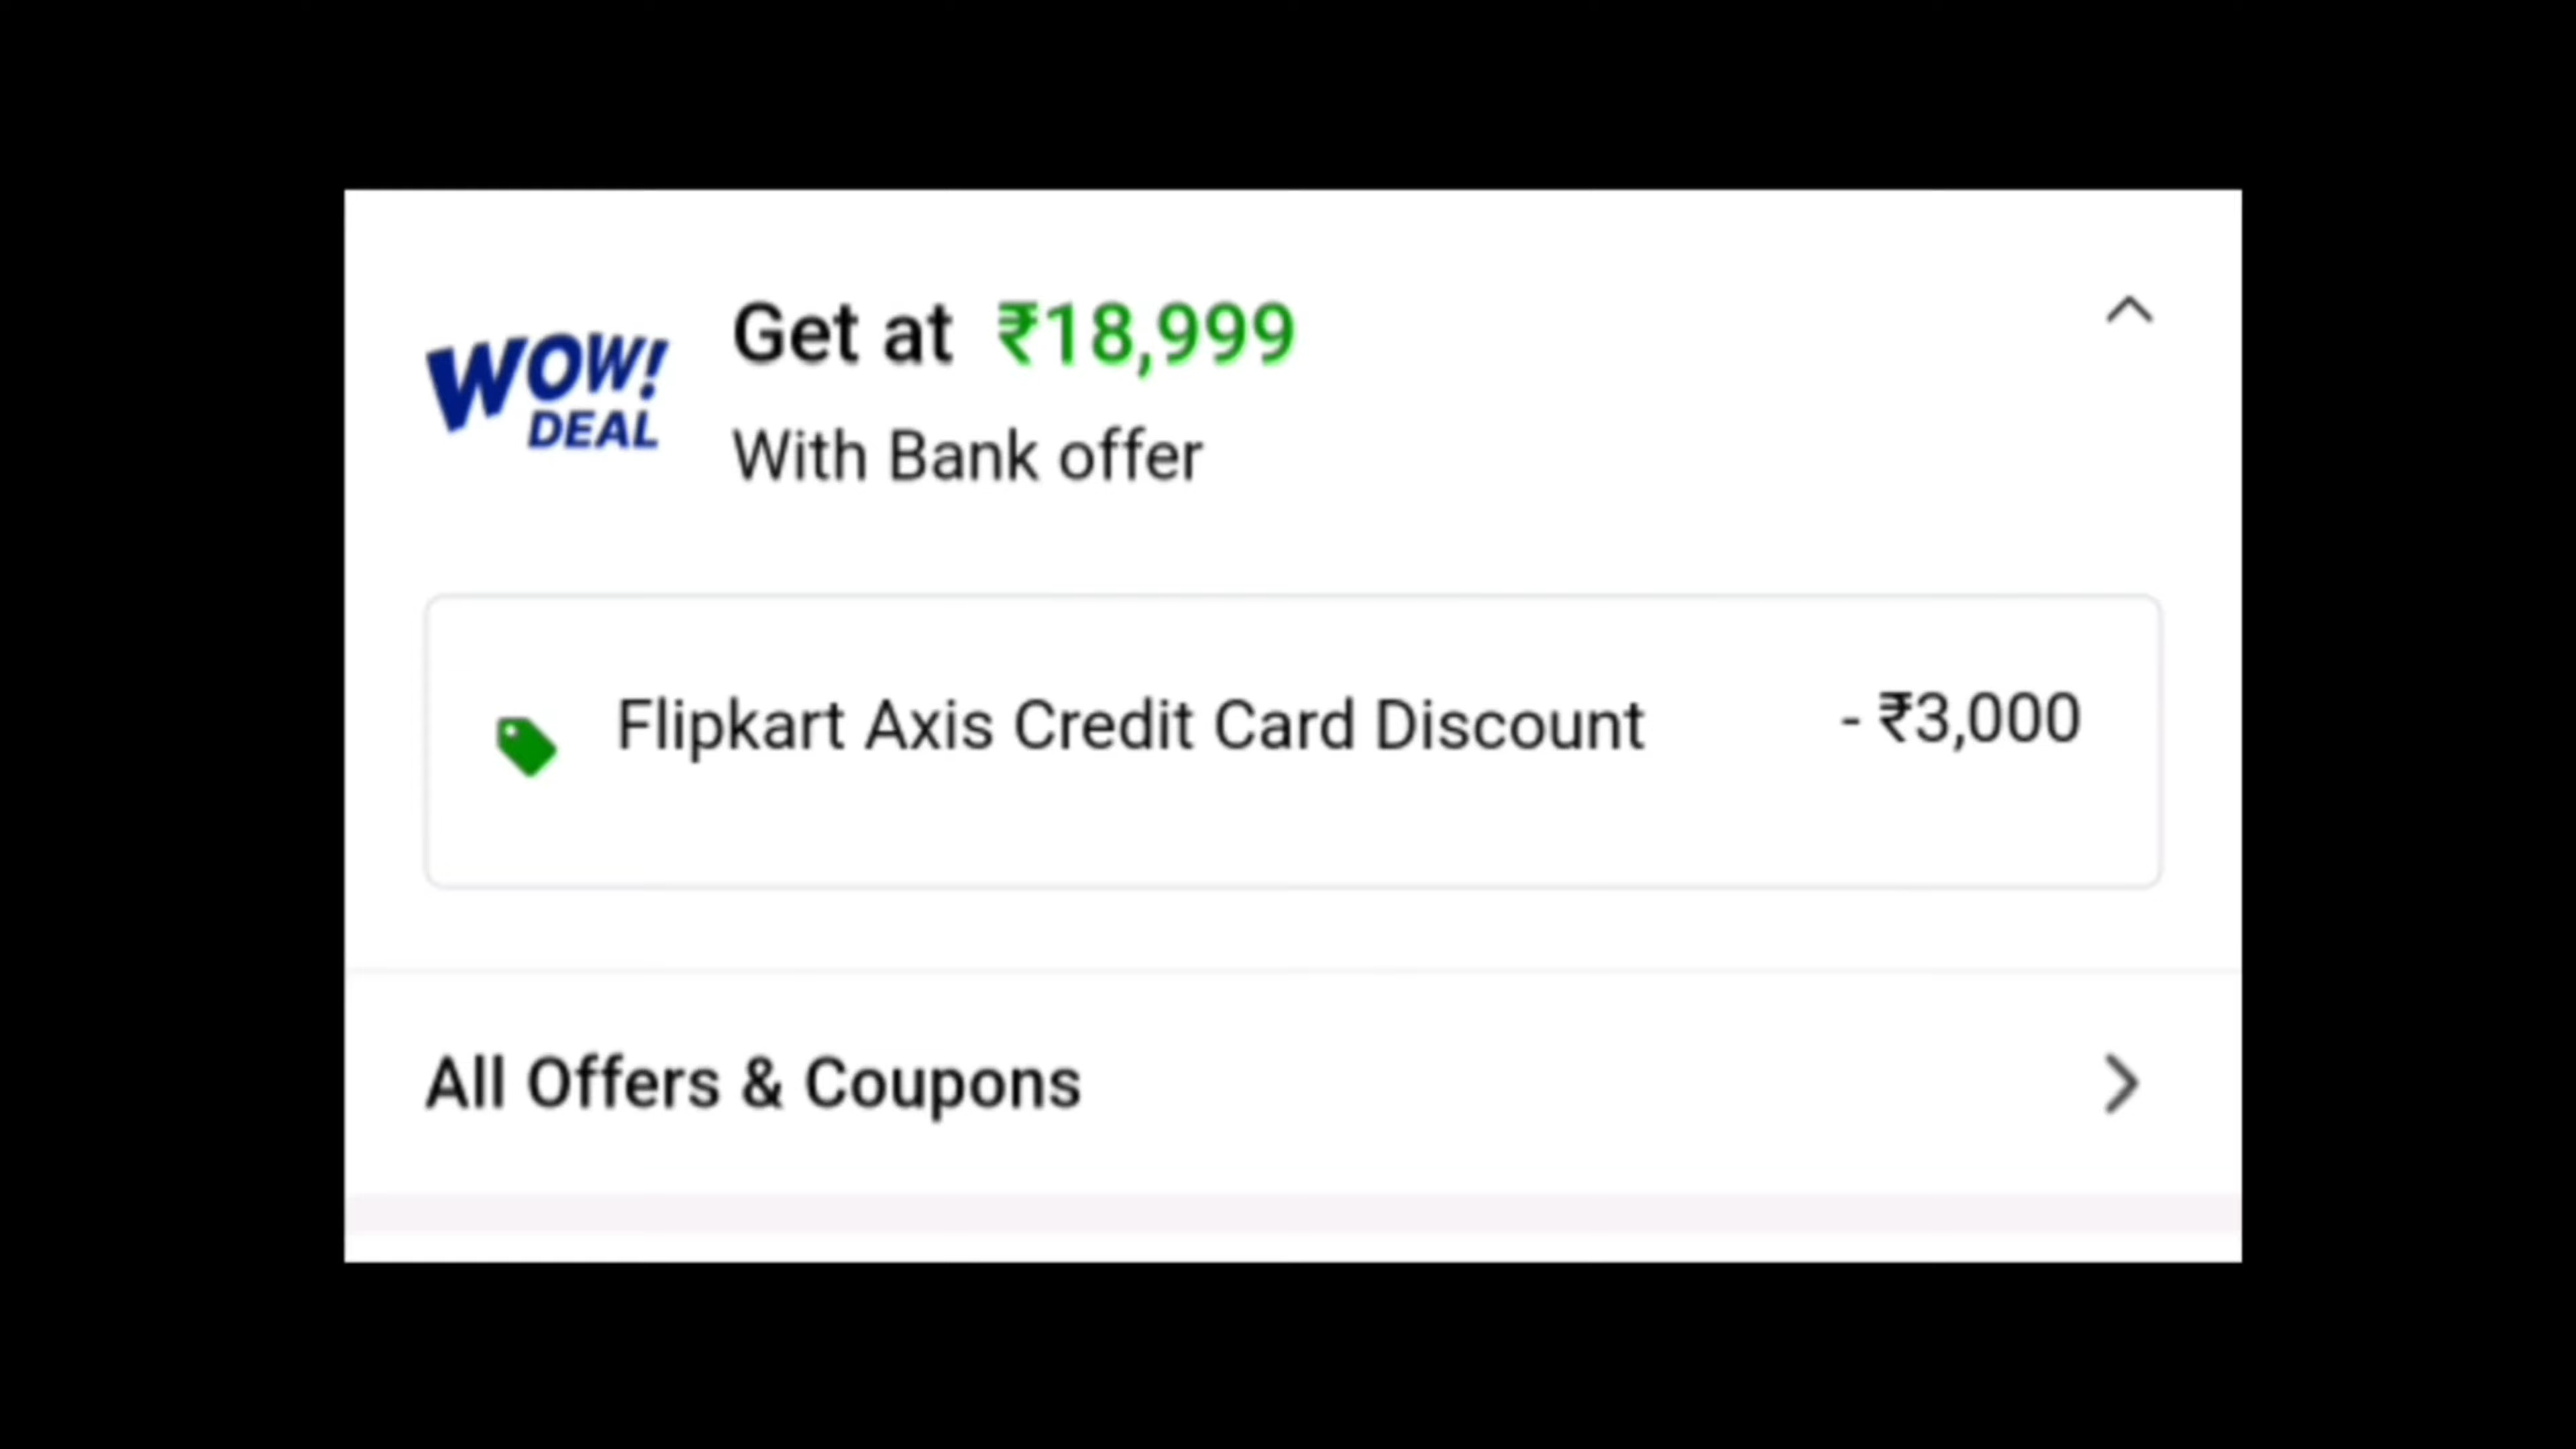 WOW!
DEAL
Get at ₹18,999
With Bank offer
Flipkart Axis Credit Card Discount - ₹3,000
All Offers & Coupons